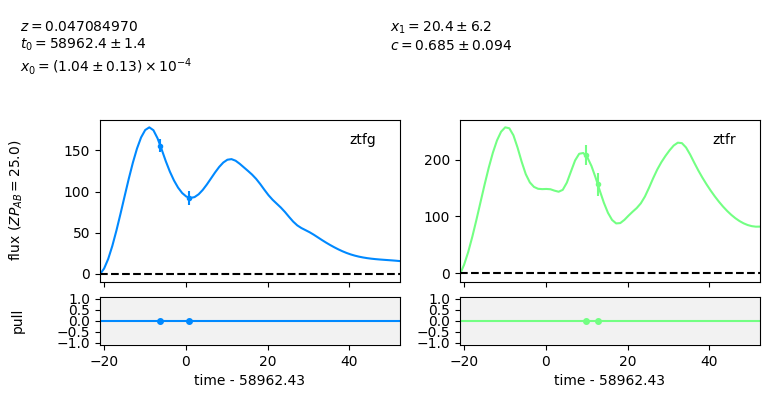 z = 0.047084970
t₀ = 58962.4 ± 1.4
x₀ = (1.04 ± 0.13) × 10⁻⁴
x₁ = 20.4 ± 6.2
c = 0.685 ± 0.094
flux (ZP_AB = 25.0)
150
100
50
0
ztfg
200
100
0
ztfr
pull
1.0
0.5
0.0
−0.5
−1.0
−20
0
20
40
time - 58962.43
1.0
0.5
0.0
−0.5
−1.0
−20
0
20
40
time - 58962.43